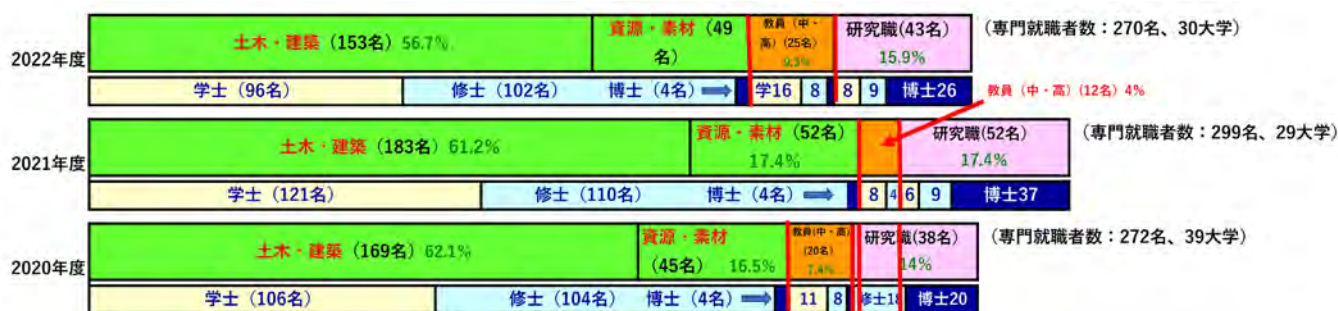 2022年度
土木・建築（153名）56.7%
資源・素材（49
名）
教員（中・
高）（25名）
9.3%
研究職(43名)
15.9%
（専門就職者数：270名、30大学）
学士（96名）
修士（102名）
博士（4名）
学16
8
8
9
博士26
教員（中・高）（12名）4%
2021年度
土木・建築（183名）61.2%
資源・素材（52名）
17.4%
研究職(52名)
17.4%
（専門就職者数：299名、29大学）
学士（121名）
修士（110名）
博士（4名）
8
4
6
9
博士37
2020年度
土木・建築（169名）62.1%
資源・素材
（45名） 16.5%
教員(中・高)
(20名)
7.4%
研究職(38名)
14%
（専門就職者数：272名、39大学）
学士（106名）
修士（104名）
博士（4名）
11
8
修士18
博士20